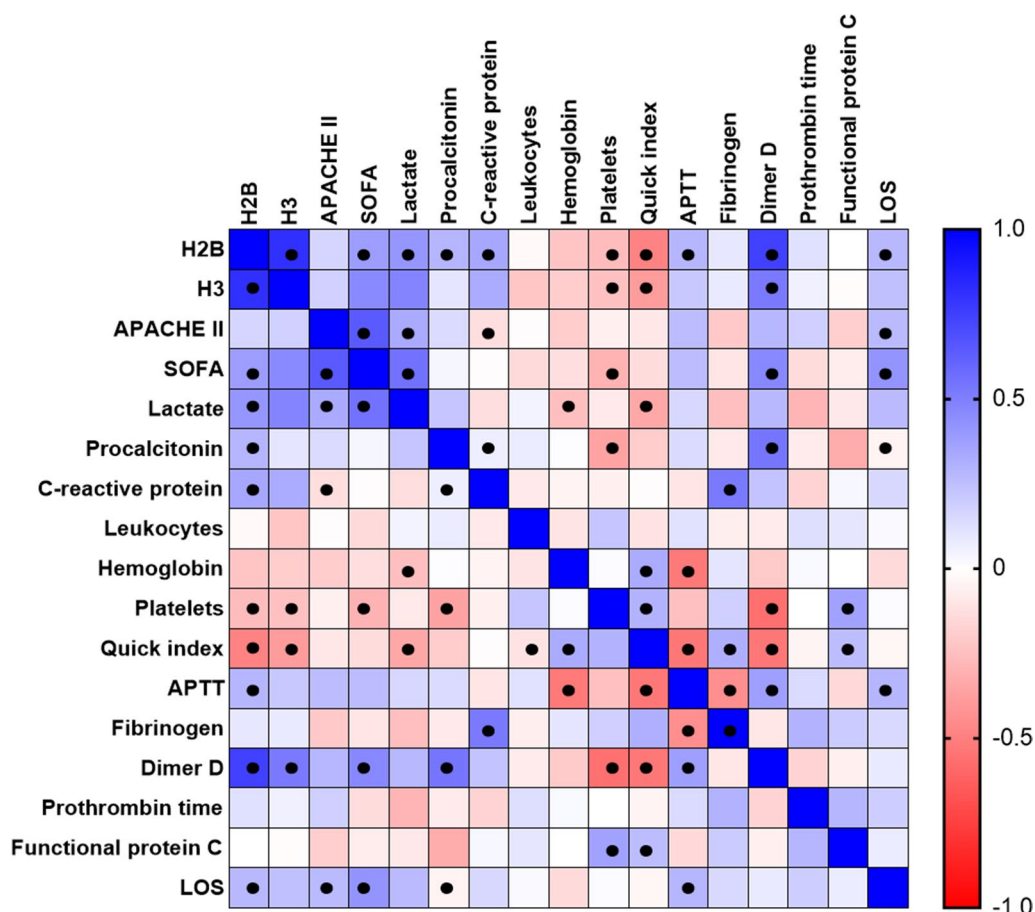 H2B
H3
APACHE II
SOFA
Lactate
Procalcitonin
C-reactive protein
Leukocytes
Hemoglobin
Platelets
Quick index
APTT
Fibrinogen
Dimer D
Prothrombin time
Functional protein C
LOS
H2B
H3
APACHE II
SOFA
Lactate
Procalcitonin
C-reactive protein
Leukocytes
Hemoglobin
Platelets
Quick index
APTT
Fibrinogen
Dimer D
Prothrombin time
Functional protein C
LOS
1.0
0.5
0
-0.5
-1.0